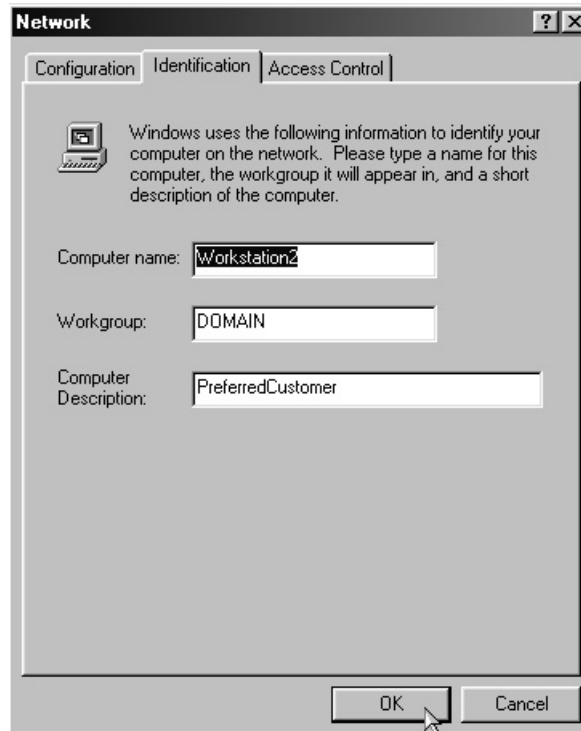 Network
Configuration Identification Access Control
Windows uses the following information to identify your
computer on the network. Please type a name for this
computer, the workgroup it will appear in, and a short
description of the computer.
Computer name: Workstation2
Workgroup: DOMAIN
Computer
Description: PreferredCustomer
OK Cancel